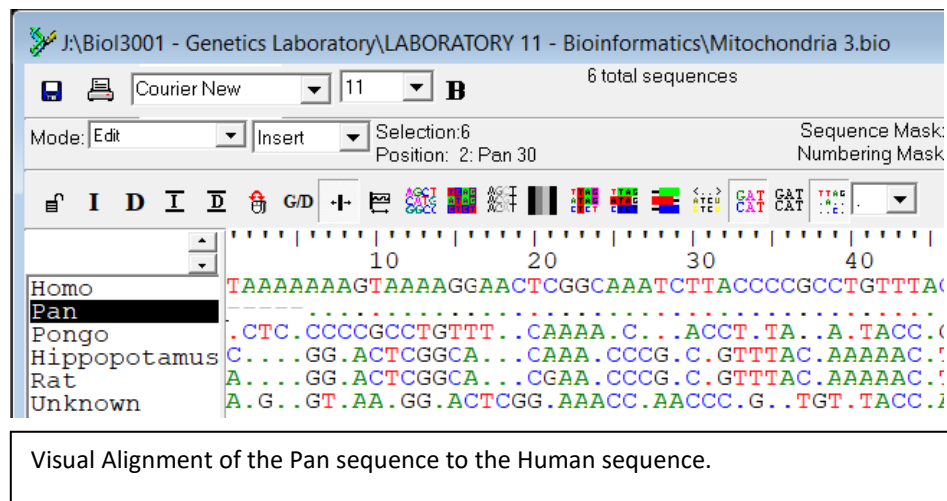 J:\Biol3001 - Genetics Laboratory\LABORATORY 11 - Bioinformatics\Mitochondria 3.bio
Courier New 11 B 6 total sequences
Mode: Edit Insert Selection:6 Sequence Mask:
Position: 2: Pan 30 Numbering Mask
I D I D G/D
10 20 30 40
Homo TAAAAAAAGTAAAAGGAACTCGGCAAATCTTACCCCGCCTGTTTAC
Pan -----........................................
Pongo .CTC.CCCCGCCTGTTT..CAAAA.C...ACCT.TA..A.TACC.
Hippopotamus C....GG.ACTCGGCA...CAAA.CCCG.C.GTTTAC.AAAAAC.T
Rat A....GG.ACTCGGCA...CGAA.CCCG.C.GTTTAC.AAAAAC.T
Unknown A.G..GT.AA.GG.ACTCGG.AAACC.AACCC.G..TGT.TACC.A
Visual Alignment of the Pan sequence to the Human sequence.